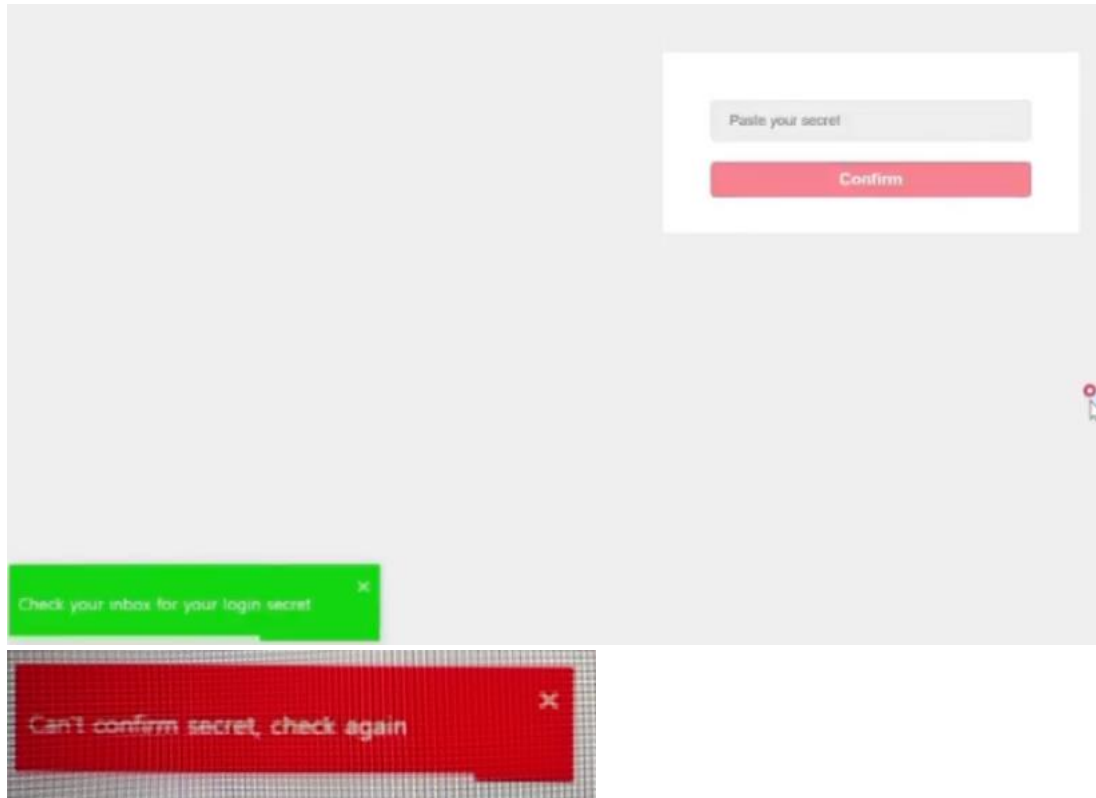 Paste your secret
Confirm
Check your inbox for your login secret
Can't confirm secret, check again